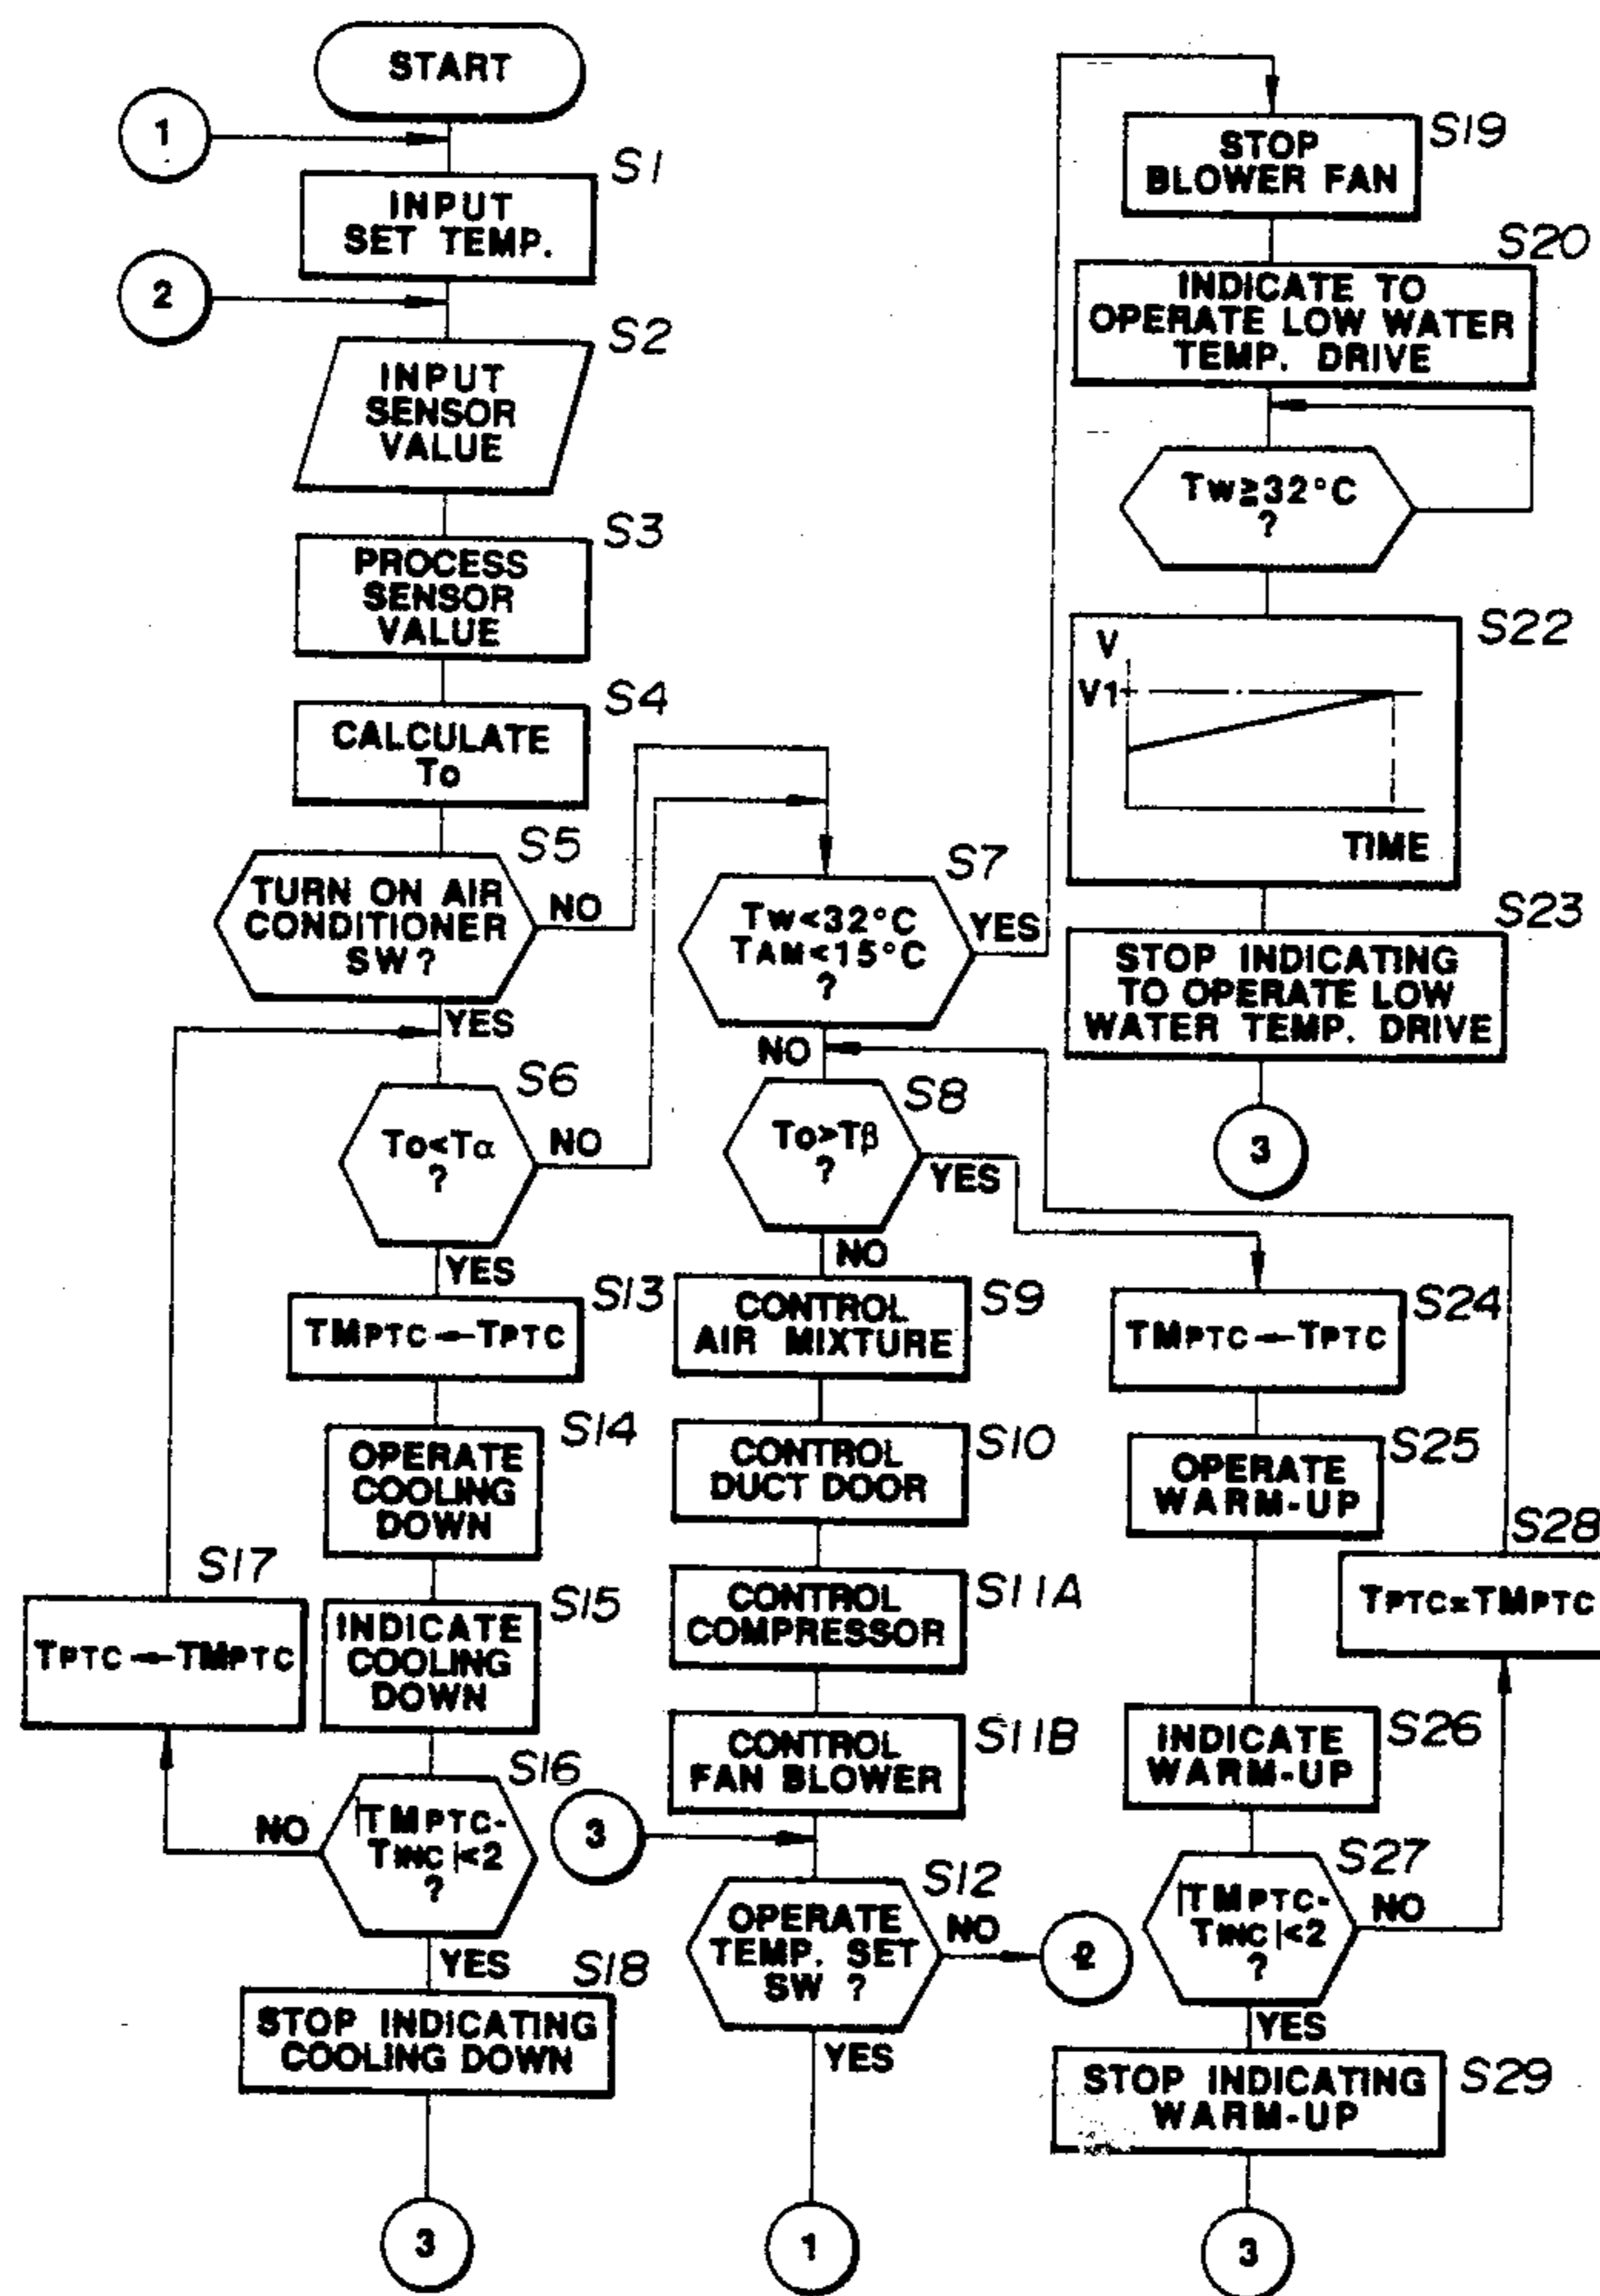 START
1
S1
INPUT
SET TEMP.
2
S2
INPUT
SENSOR
VALUE
S3
PROCESS
SENSOR
VALUE
S4
CALCULATE
To
S5
TURN ON AIR
CONDITIONER
SW?
NO
YES
S6
To<Tα
?
NO
YES
S13
TMPTC←TPTC
S14
OPERATE
COOLING
DOWN
S17
TPTC←TMPTC
S15
INDICATE
COOLING
DOWN
S16
|TMPTC-
TINC|<2
?
NO
YES
S18
STOP INDICATING
COOLING DOWN
3
S7
Tw<32°C
TAM<15°C
?
YES
NO
S8
To>Tβ
?
YES
NO
S9
CONTROL
AIR MIXTURE
S10
CONTROL
DUCT DOOR
S11A
CONTROL
COMPRESSOR
S11B
CONTROL
FAN BLOWER
3
S12
OPERATE
TEMP. SET
SW ?
NO
2
YES
1
S19
STOP
BLOWER FAN
S20
INDICATE TO
OPERATE LOW WATER
TEMP. DRIVE
Tw≧32°C
?
S22
V
V1
TIME
S23
STOP INDICATING
TO OPERATE LOW
WATER TEMP. DRIVE
3
S24
TMPTC←TPTC
S25
OPERATE
WARM-UP
S28
TPTC=TMPTC
S26
INDICATE
WARM-UP
S27
|TMPTC-
TINC|<2
?
NO
YES
S29
STOP INDICATING
WARM-UP
3